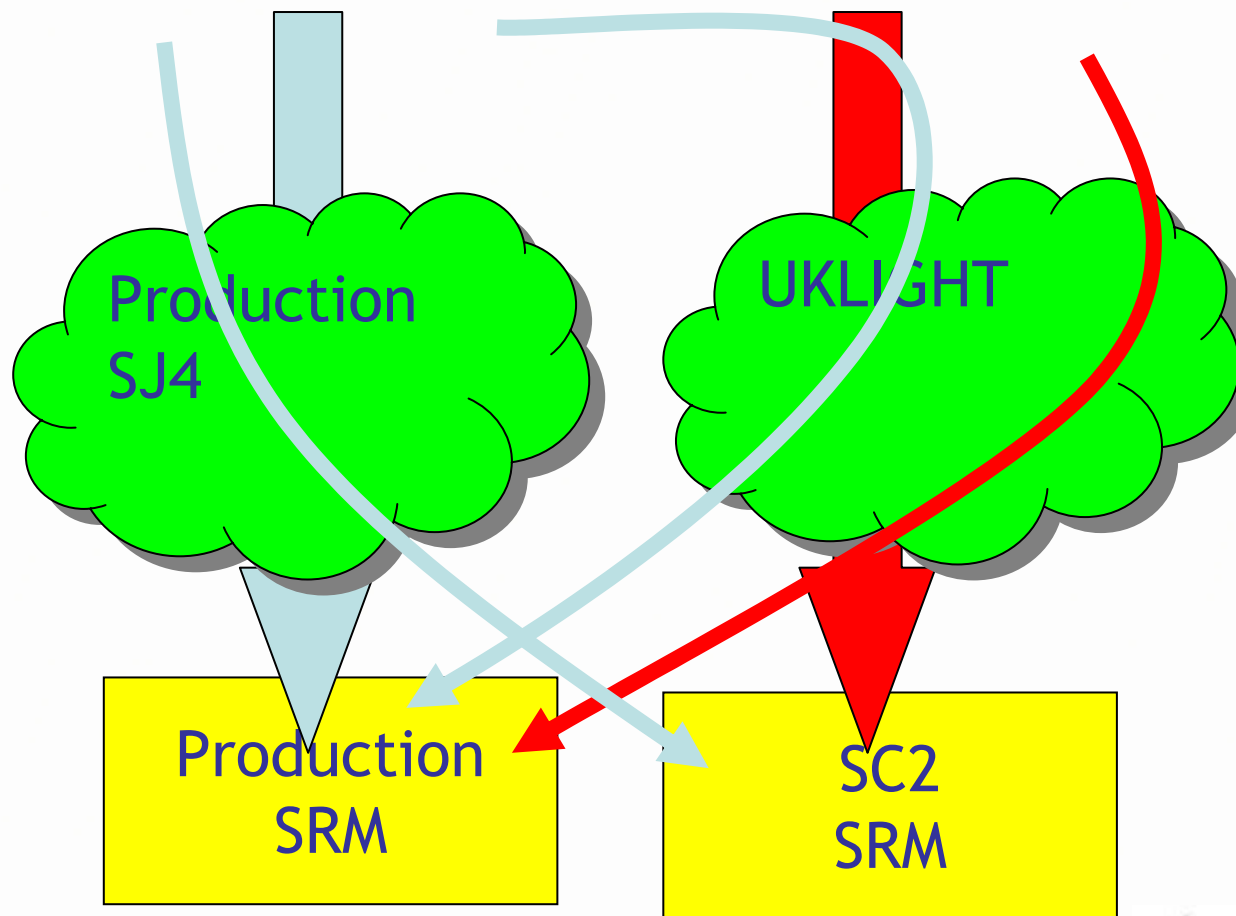 Production
SJ4
UKLIGHT
Production
SRM
SC2
SRM